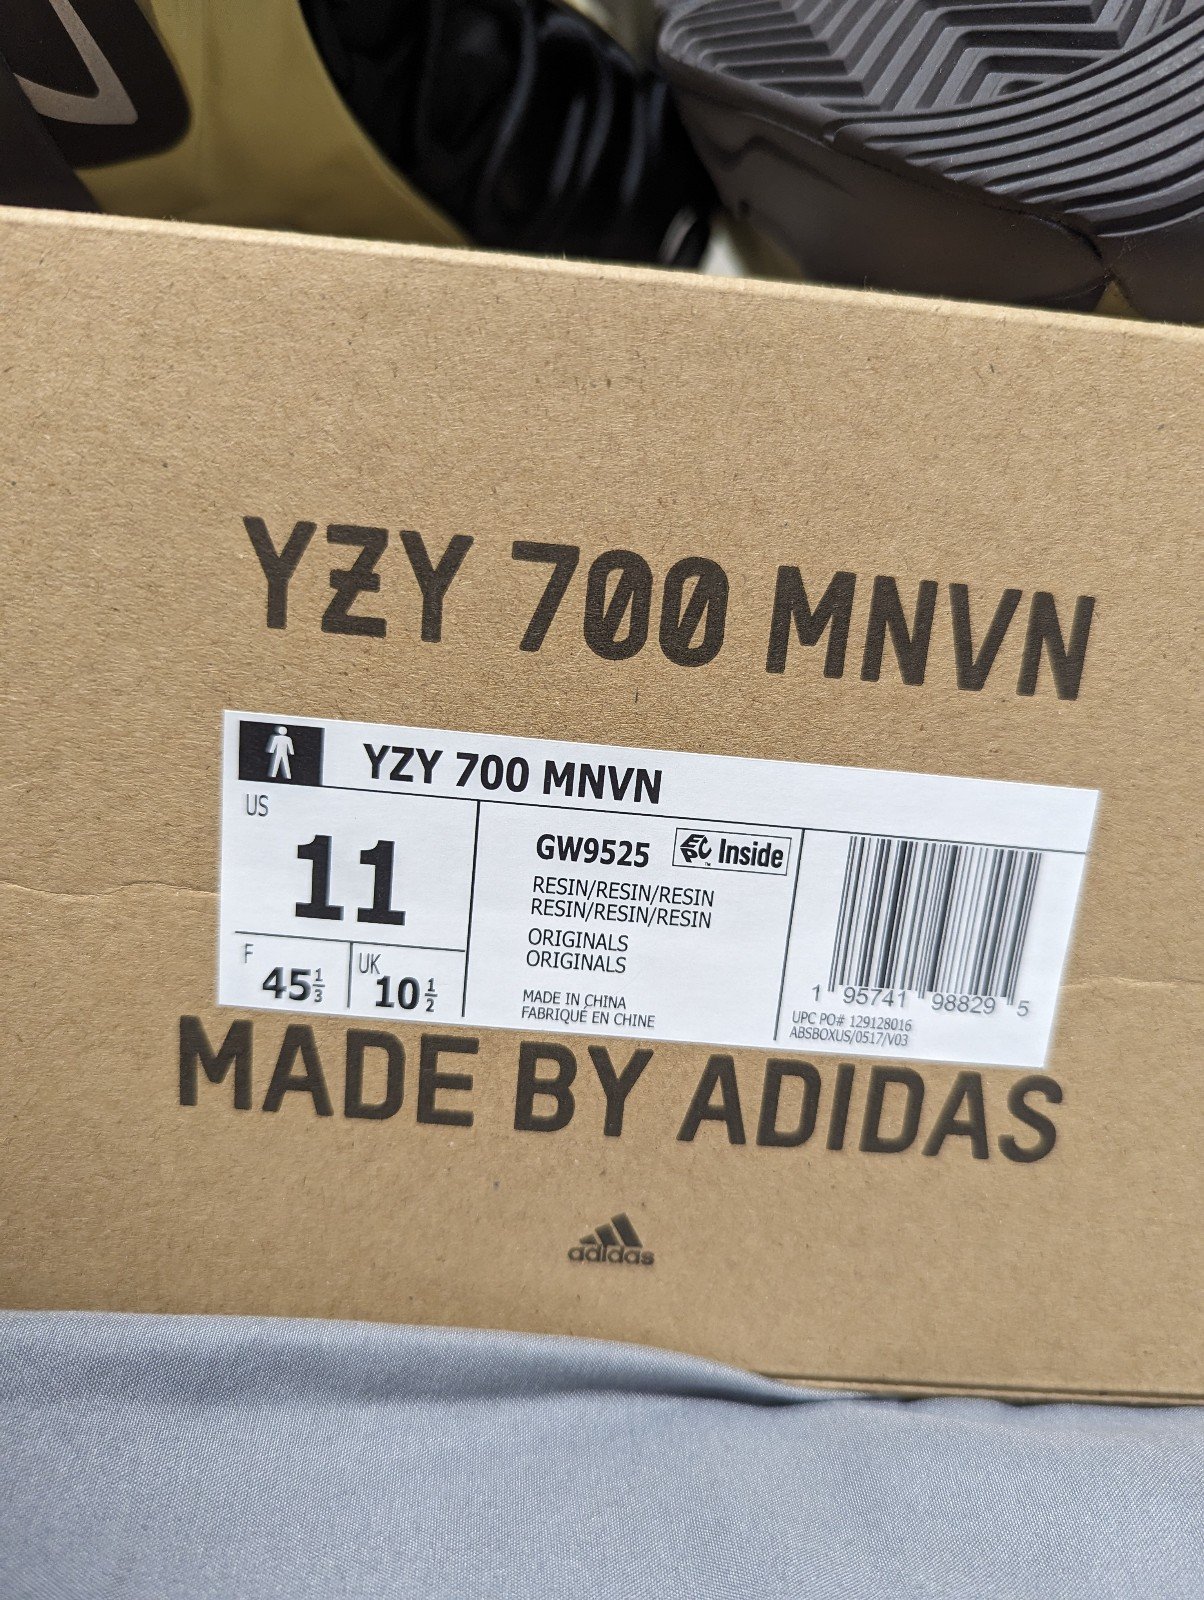 YZY 700 MNVN
YZY 700 MNVN
US
11
F 45 1/3
UK 10 1/2
GW9525
EPC™ Inside
RESIN/RESIN/RESIN
RESIN/RESIN/RESIN
ORIGINALS
ORIGINALS
MADE IN CHINA
FABRIQUÉ EN CHINE
1 95741 98829 5
UPC PO# 129128016
ABSBOXUS/0517/V03
MADE BY ADIDAS
adidas